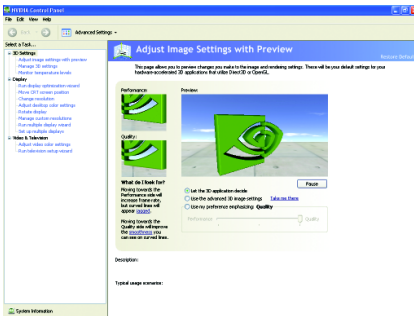 NVIDIA Control Panel
File Edit View Help
Back
Advanced Settings
Select a Task...
3D Settings
Adjust image settings with preview
Manage 3D settings
Monitor temperature levels
Display
Run display optimization wizard
Move CRT screen position
Change resolution
Adjust desktop color settings
Rotate display
Manage custom resolutions
Run multiple display wizard
Set up multiple displays
Video & Television
Adjust video color settings
Run television setup wizard
System Information
Adjust Image Settings with Preview
Restore Default
This page allows you to preview changes you make to the image and rendering settings. These will be your default settings for your
hardware-accelerated 3D applications that utilize Direct3D or OpenGL.
Performance:
Preview:
Quality:
What do I look for?
Moving towards the
Performance side will
increase frame rate,
but curved lines will
appear jagged.
Moving towards the
Quality side will improve
the smoothness you
can see on curved lines.
Pause
Let the 3D application decide
Use the advanced 3D image settings Take me there
Use my preference emphasizing: Quality
Performance Quality
Description:
Typical usage scenarios: